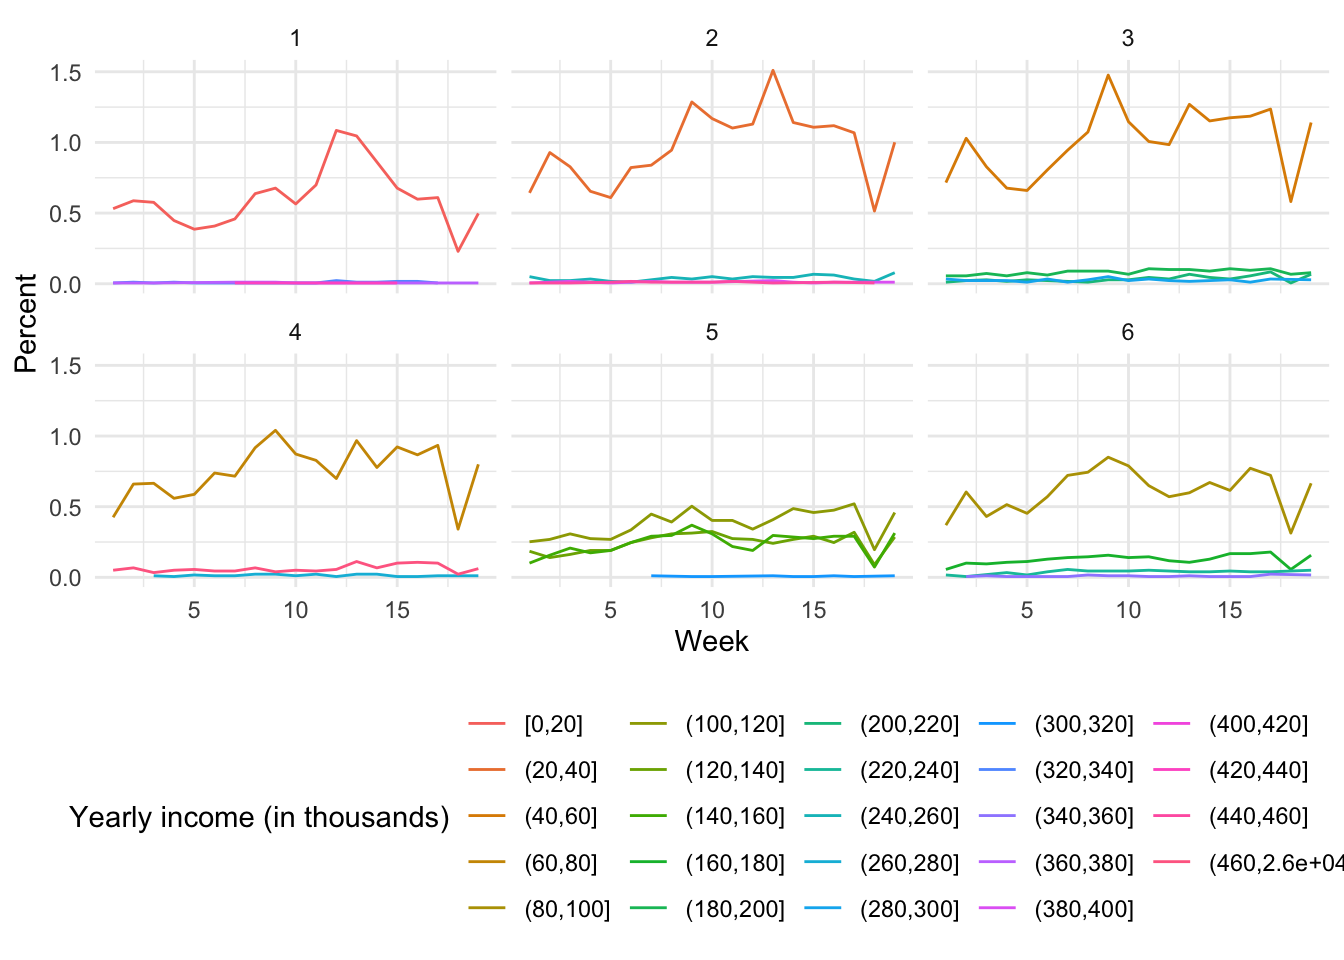 1 2 3
1.5
1.0
0.5
0.0
4 5 6
1.5
1.0
0.5
0.0
Percent
5 10 15 5 10 15 5 10 15
Week
Yearly income (in thousands)
[0,20] (100,120] (200,220] (300,320] (400,420]
(20,40] (120,140] (220,240] (320,340] (420,440]
(40,60] (140,160] (240,260] (340,360] (440,460]
(60,80] (160,180] (260,280] (360,380] (460,2.6e+04
(80,100] (180,200] (280,300] (380,400]